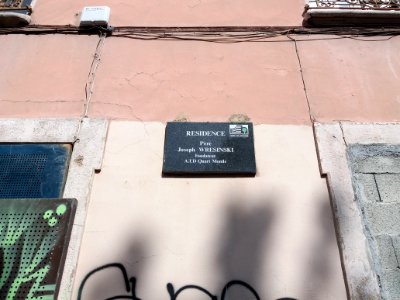 RESIDENCE
Père
Joseph WRESINSKI
Fondateur
A.T.D Quart Monde